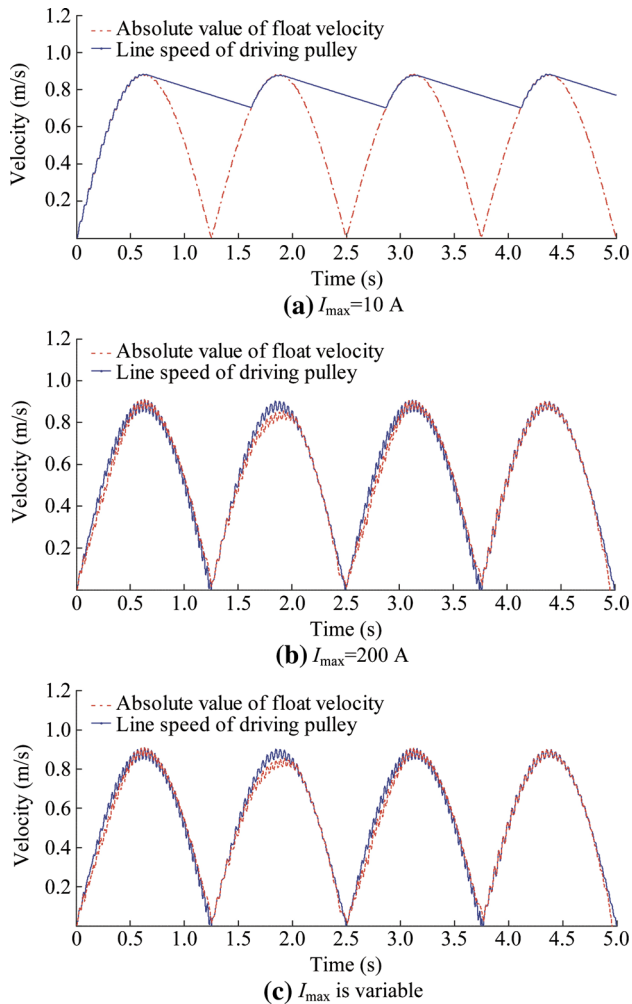 1.2
Absolute value of float velocity
1.0
Line speed of driving pulley
0.8
0.6
0.4
0.2
Velocity (m/s)
0 0.5 1.0 1.5 2.0 2.5 3.0 3.5 4.0 4.5 5.0
Time (s)
(a) Imax=10 A
1.2
Absolute value of float velocity
1.0
Line speed of driving pulley
0.8
0.6
0.4
0.2
Velocity (m/s)
0 0.5 1.0 1.5 2.0 2.5 3.0 3.5 4.0 4.5 5.0
Time (s)
(b) Imax=200 A
1.2
Absolute value of float velocity
1.0
Line speed of driving pulley
0.8
0.6
0.4
0.2
Velocity (m/s)
0 0.5 1.0 1.5 2.0 2.5 3.0 3.5 4.0 4.5 5.0
Time (s)
(c) Imax is variable